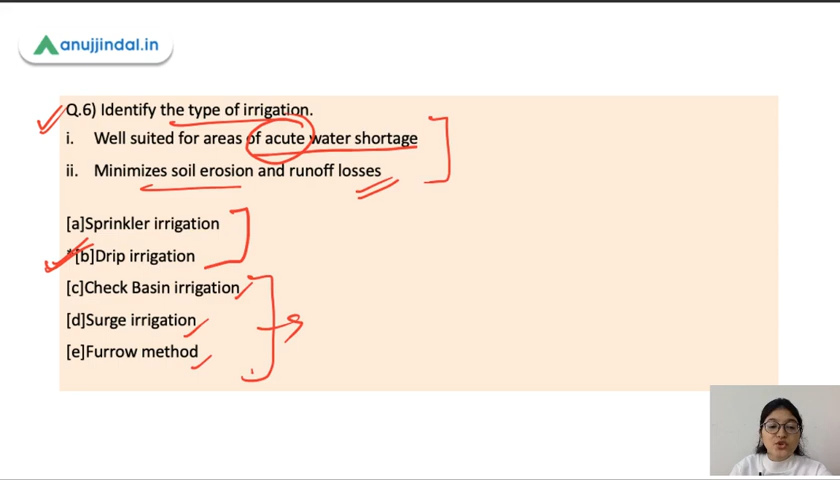 anujjindal.in
Q.6) Identify the type of irrigation.
i. Well suited for areas of acute water shortage
ii. Minimizes soil erosion and runoff losses
[a]Sprinkler irrigation
*[b]Drip irrigation
[c]Check Basin irrigation
[d]Surge irrigation
[e]Furrow method